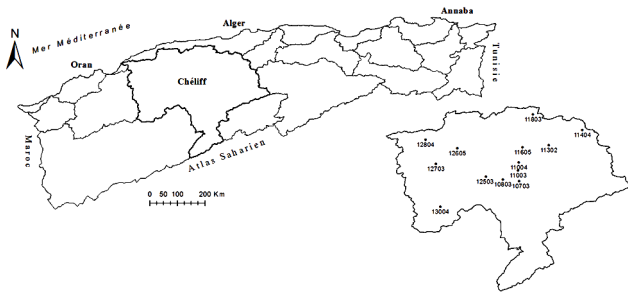 Annaba
Alger
N
Mer Méditerranée
Oran
Tunisie
Chéliff
Maroc
Atlas Saharien
0 50 100 200 Km
11803
11404
12804
12605
11605
11302
12703
11004
11003
12503
10803
10703
13004